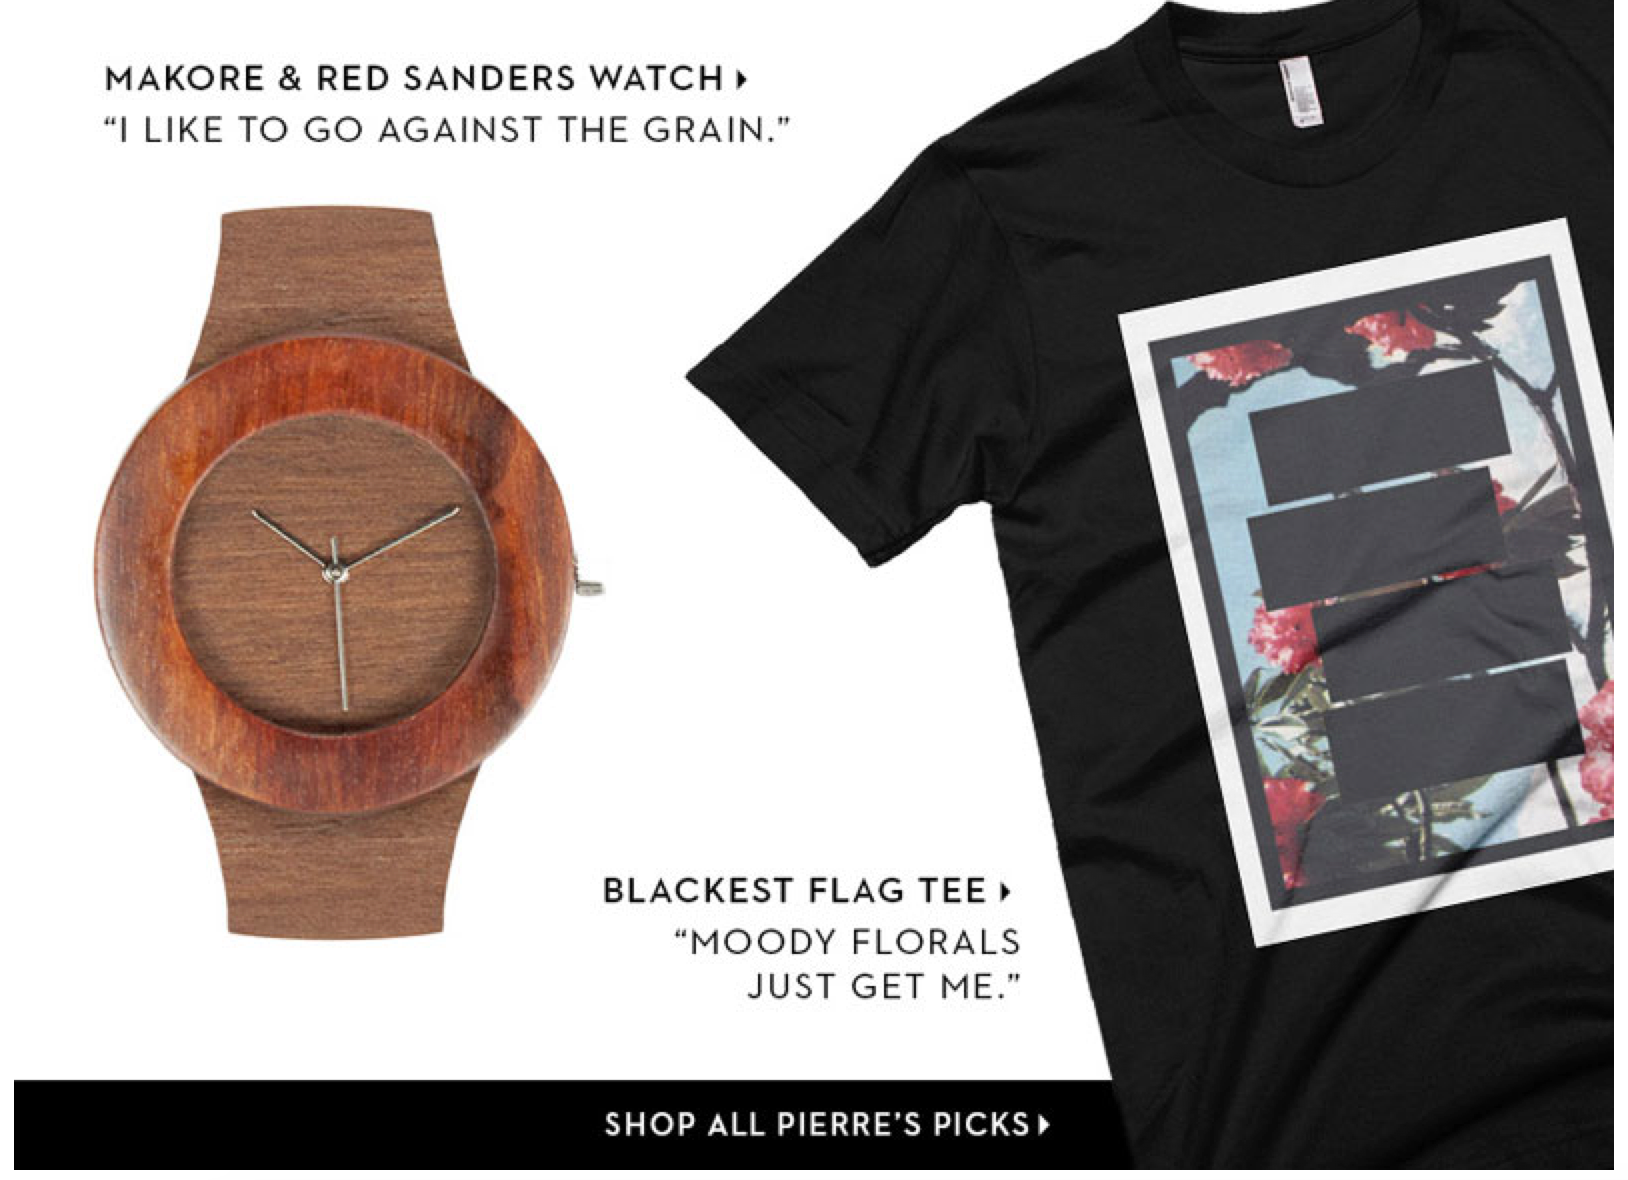 MAKORE & RED SANDERS WATCH
“I LIKE TO GO AGAINST THE GRAIN.”
BLACKEST FLAG TEE
“MOODY FLORALS
JUST GET ME.”
SHOP ALL PIERRE’S PICKS